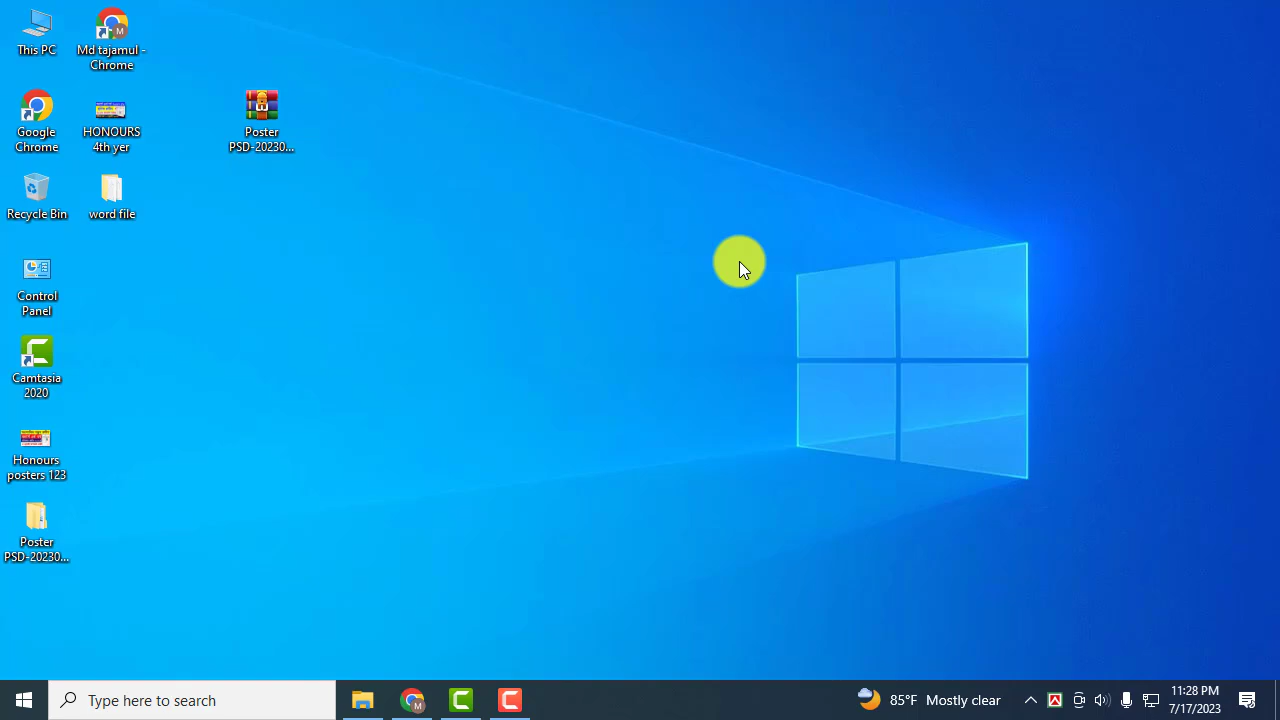 This PC
Md tajamul -
Chrome
Google
Chrome
HONOURS
4th yer
Poster
PSD-20230...
Recycle Bin
word file
Control
Panel
Camtasia
2020
Honours
posters 123
Poster
PSD-20230...
Type here to search
85°F Mostly clear
11:28 PM
7/17/2023